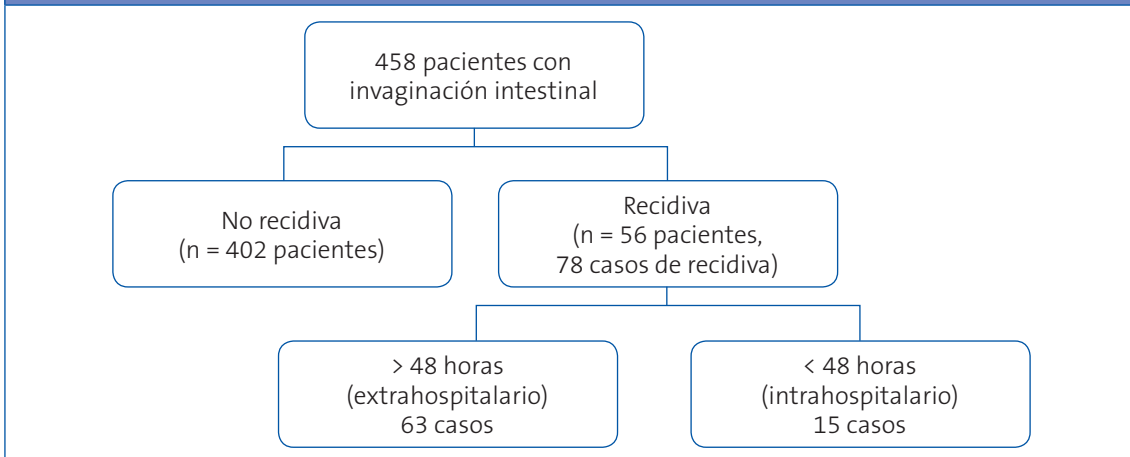 458 pacientes con
invaginación intestinal
No recidiva
(n = 402 pacientes)
Recidiva
(n = 56 pacientes,
78 casos de recidiva)
> 48 horas
(extrahospitalario)
63 casos
< 48 horas
(intrahospitalario)
15 casos